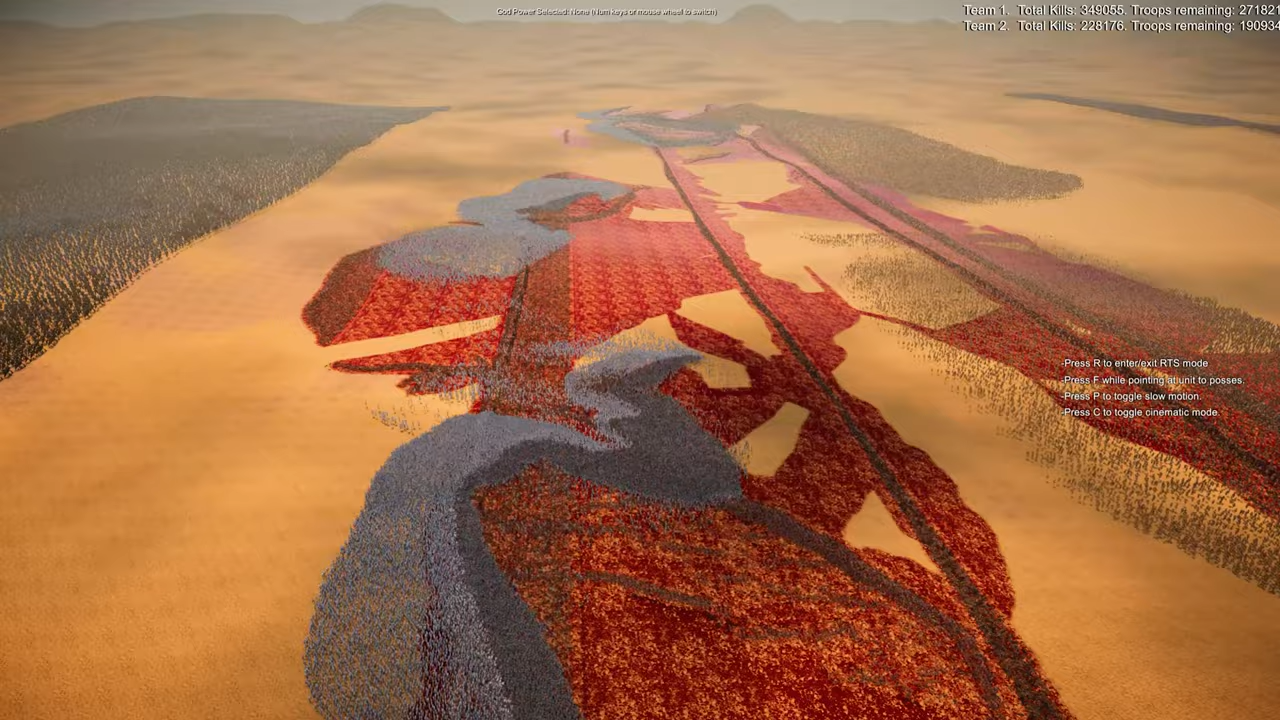 God Power Selected: None (Num keys or mouse wheel to switch)
Team 1. Total Kills: 349055. Troops remaining: 271821
Team 2. Total Kills: 228176. Troops remaining: 190934
-Press R to enter/exit RTS mode
-Press F while pointing at unit to posses.
-Press P to toggle slow motion.
-Press C to toggle cinematic mode.